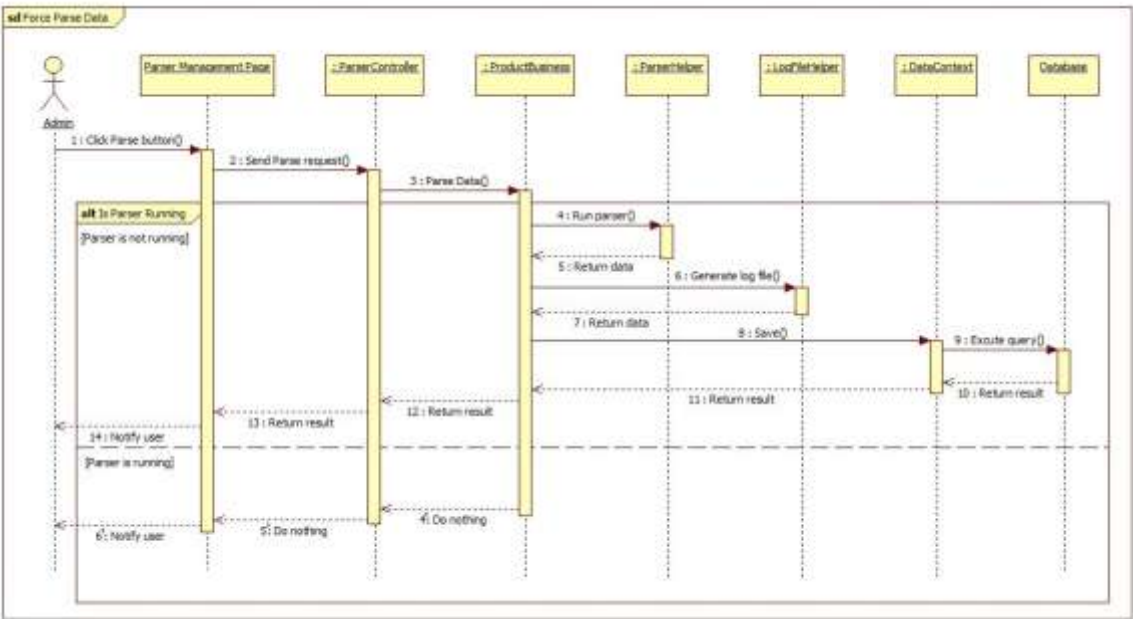 sd Force Parse Data
Parser Management Page
: ParserController
: ProductBusiness
: ParserHelper
: LogFileHelper
: DataContext
Database
Admin
1 : Click Parse button()
2 : Send Parse request()
3 : Parse Data()
alt Is Parser Running
[Parser is not running]
4 : Run parser()
5 : Return data
6 : Generate log file()
7 : Return data
8 : Save()
9 : Excute query()
10 : Return result
11 : Return result
12 : Return result
13 : Return result
14 : Notify user
[Parser is running]
4': Do nothing
5': Do nothing
6': Notify user